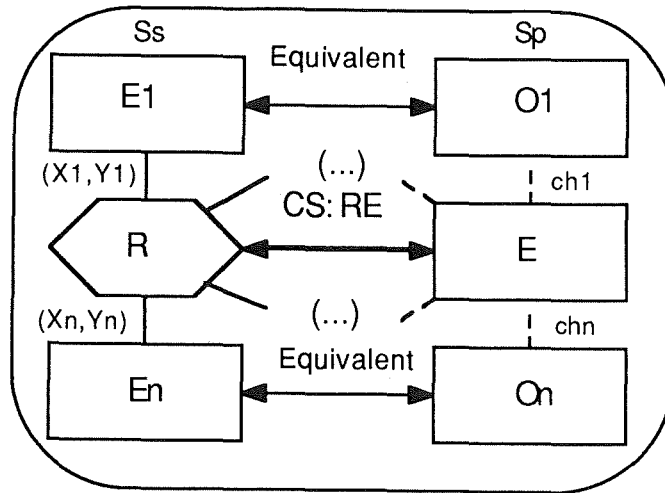 Ss Sp
Equivalent
E1 O1
(X1,Y1) (...) ch1
CS: RE
R E
(Xn,Yn) (...) chn
Equivalent
En On